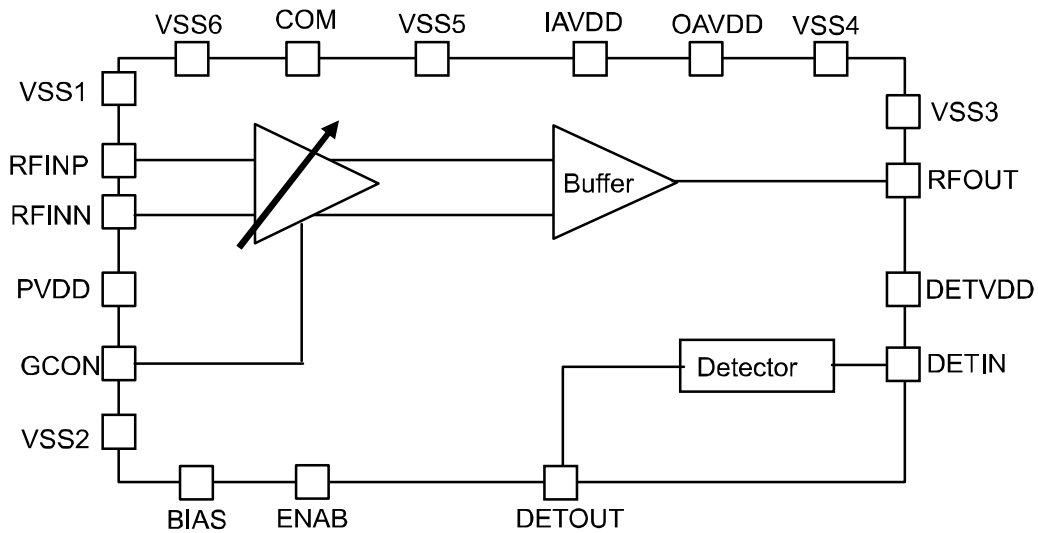 VSS6
COM
VSS5
IAVDD
OAVDD
VSS4
VSS1
VSS3
RFINP
Buffer
RFOUT
RFINN
PVDD
DETVDD
GCON
Detector
DETIN
VSS2
BIAS
ENAB
DETOUT